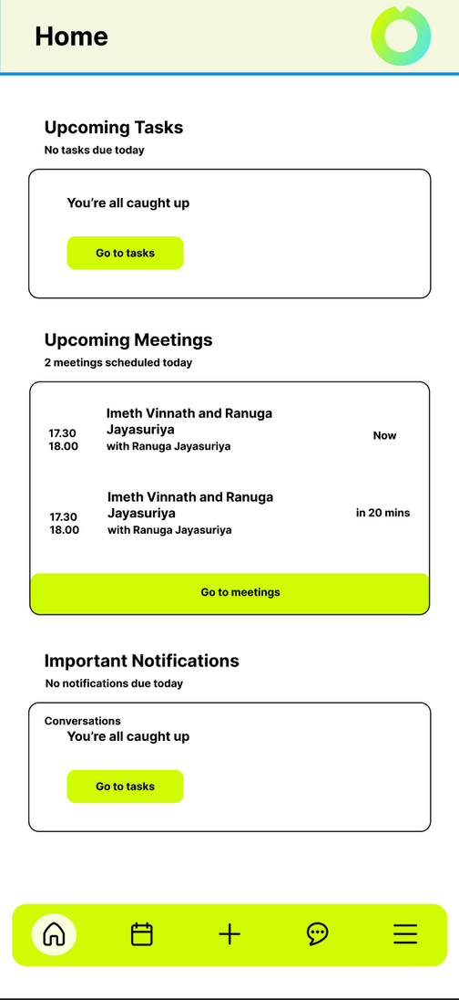 Home
Upcoming Tasks
No tasks due today
You’re all caught up
Go to tasks
Upcoming Meetings
2 meetings scheduled today
17.30
18.00
Imeth Vinnath and Ranuga
Jayasuriya
with Ranuga Jayasuriya
Now
17.30
18.00
Imeth Vinnath and Ranuga
Jayasuriya
with Ranuga Jayasuriya
in 20 mins
Go to meetings
Important Notifications
No notifications due today
Conversations
You’re all caught up
Go to tasks